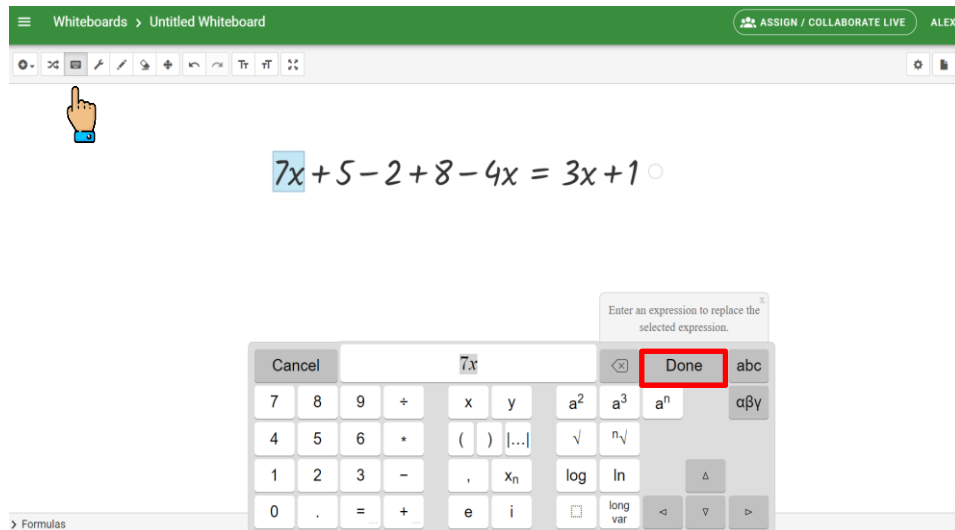 Whiteboards > Untitled Whiteboard
ASSIGN / COLLABORATE LIVE
ALEX
Tт тT
7x + 5 − 2 + 8 − 4x = 3x + 1
x
Enter an expression to replace the
selected expression.
Cancel 7x Done abc
7 8 9 ÷ x y a² a³ aⁿ αβγ
4 5 6 * ( ) |...| √ ⁿ√
1 2 3 − , xₙ log ln
0 . = ... + ... e i long var
> Formulas